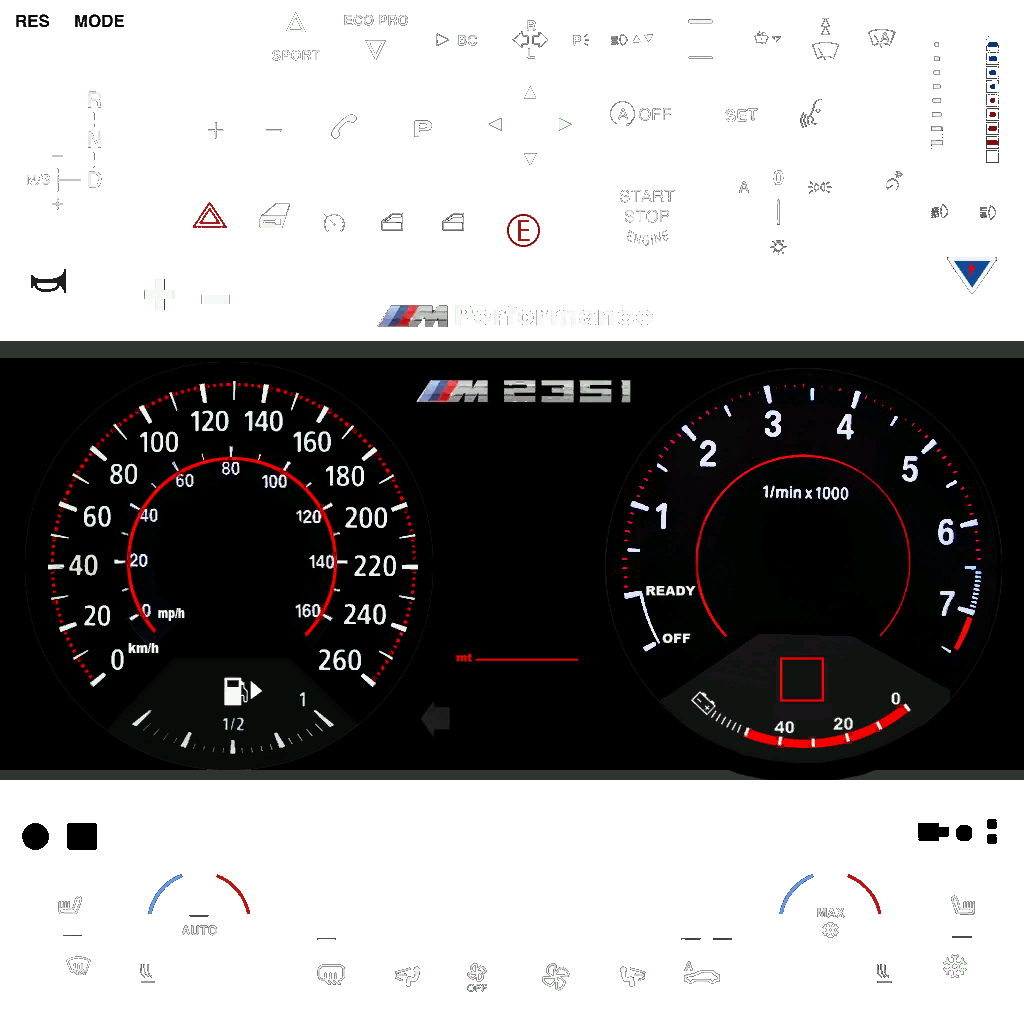 RES MODE
SPORT
ECO PRO
BC
R
L
P
A
R
N
D
M/S
+
−
+ −
P
A OFF
SET
START
STOP
ENGINE
A 0
E
+ −
M Performance
M 235I
0 20 40 60 80 100 120 140 160 180 200 220 240 260
km/h
0 20 40 60 80 100 120 140 160
mp/h
1/2 1
mt
1 2 3 4 5 6 7
1/min x 1000
READY
OFF
40 20 0
AUTO
MAX
OFF
A